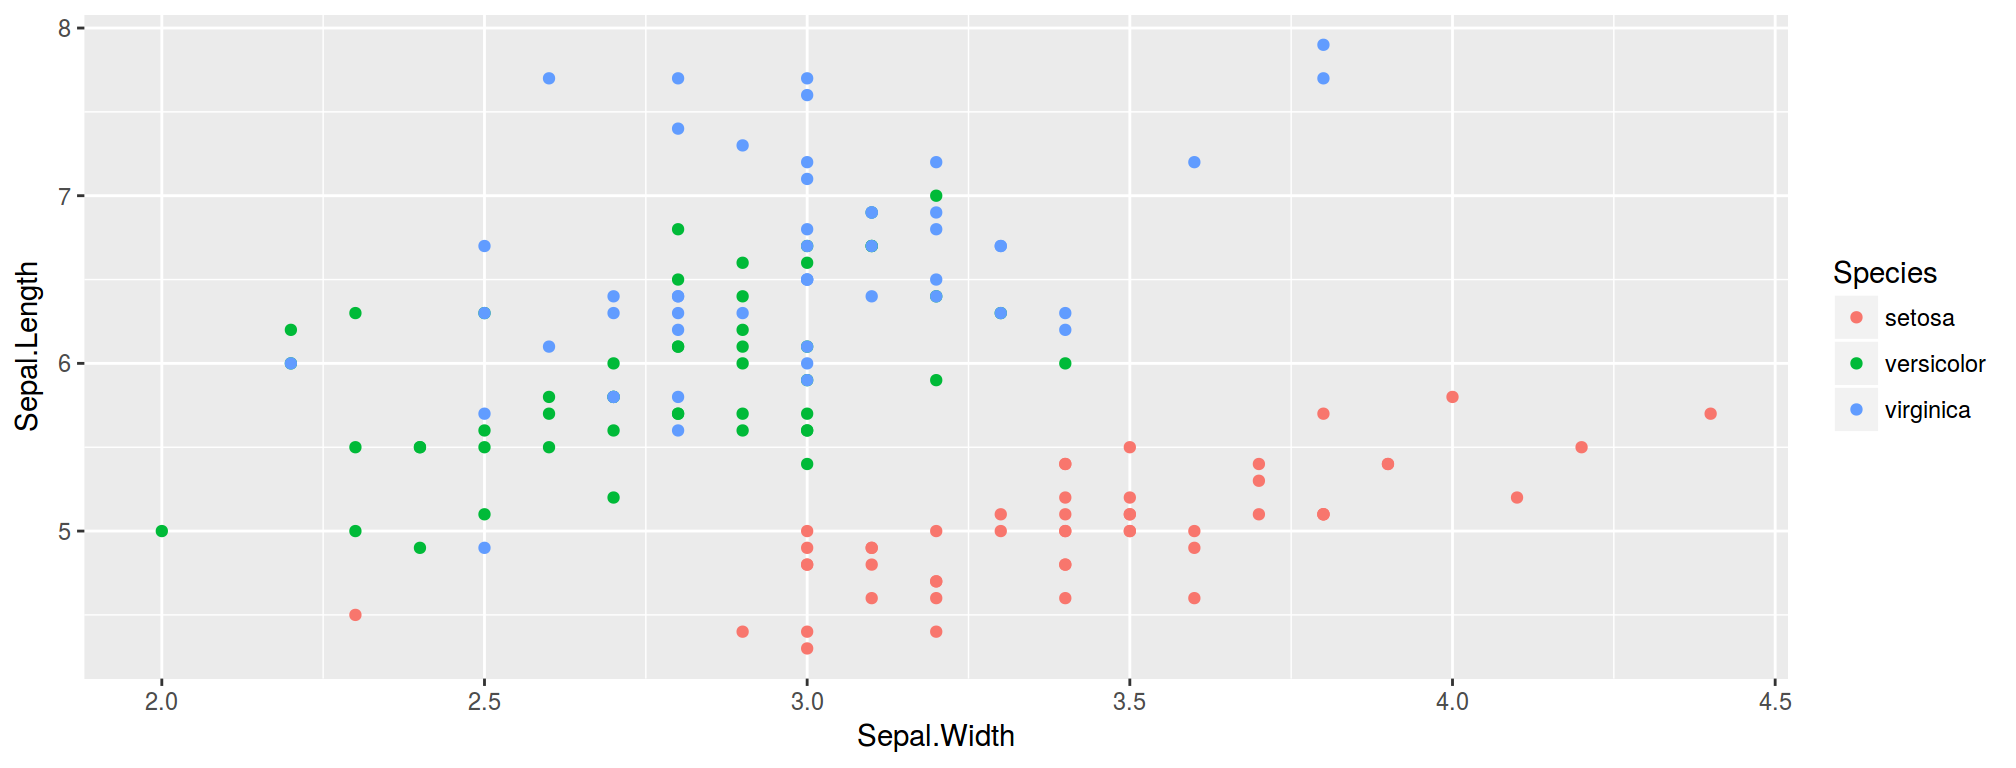 8
7
6
5
Sepal.Length
2.0 2.5 3.0 3.5 4.0 4.5
Sepal.Width
Species
setosa
versicolor
virginica